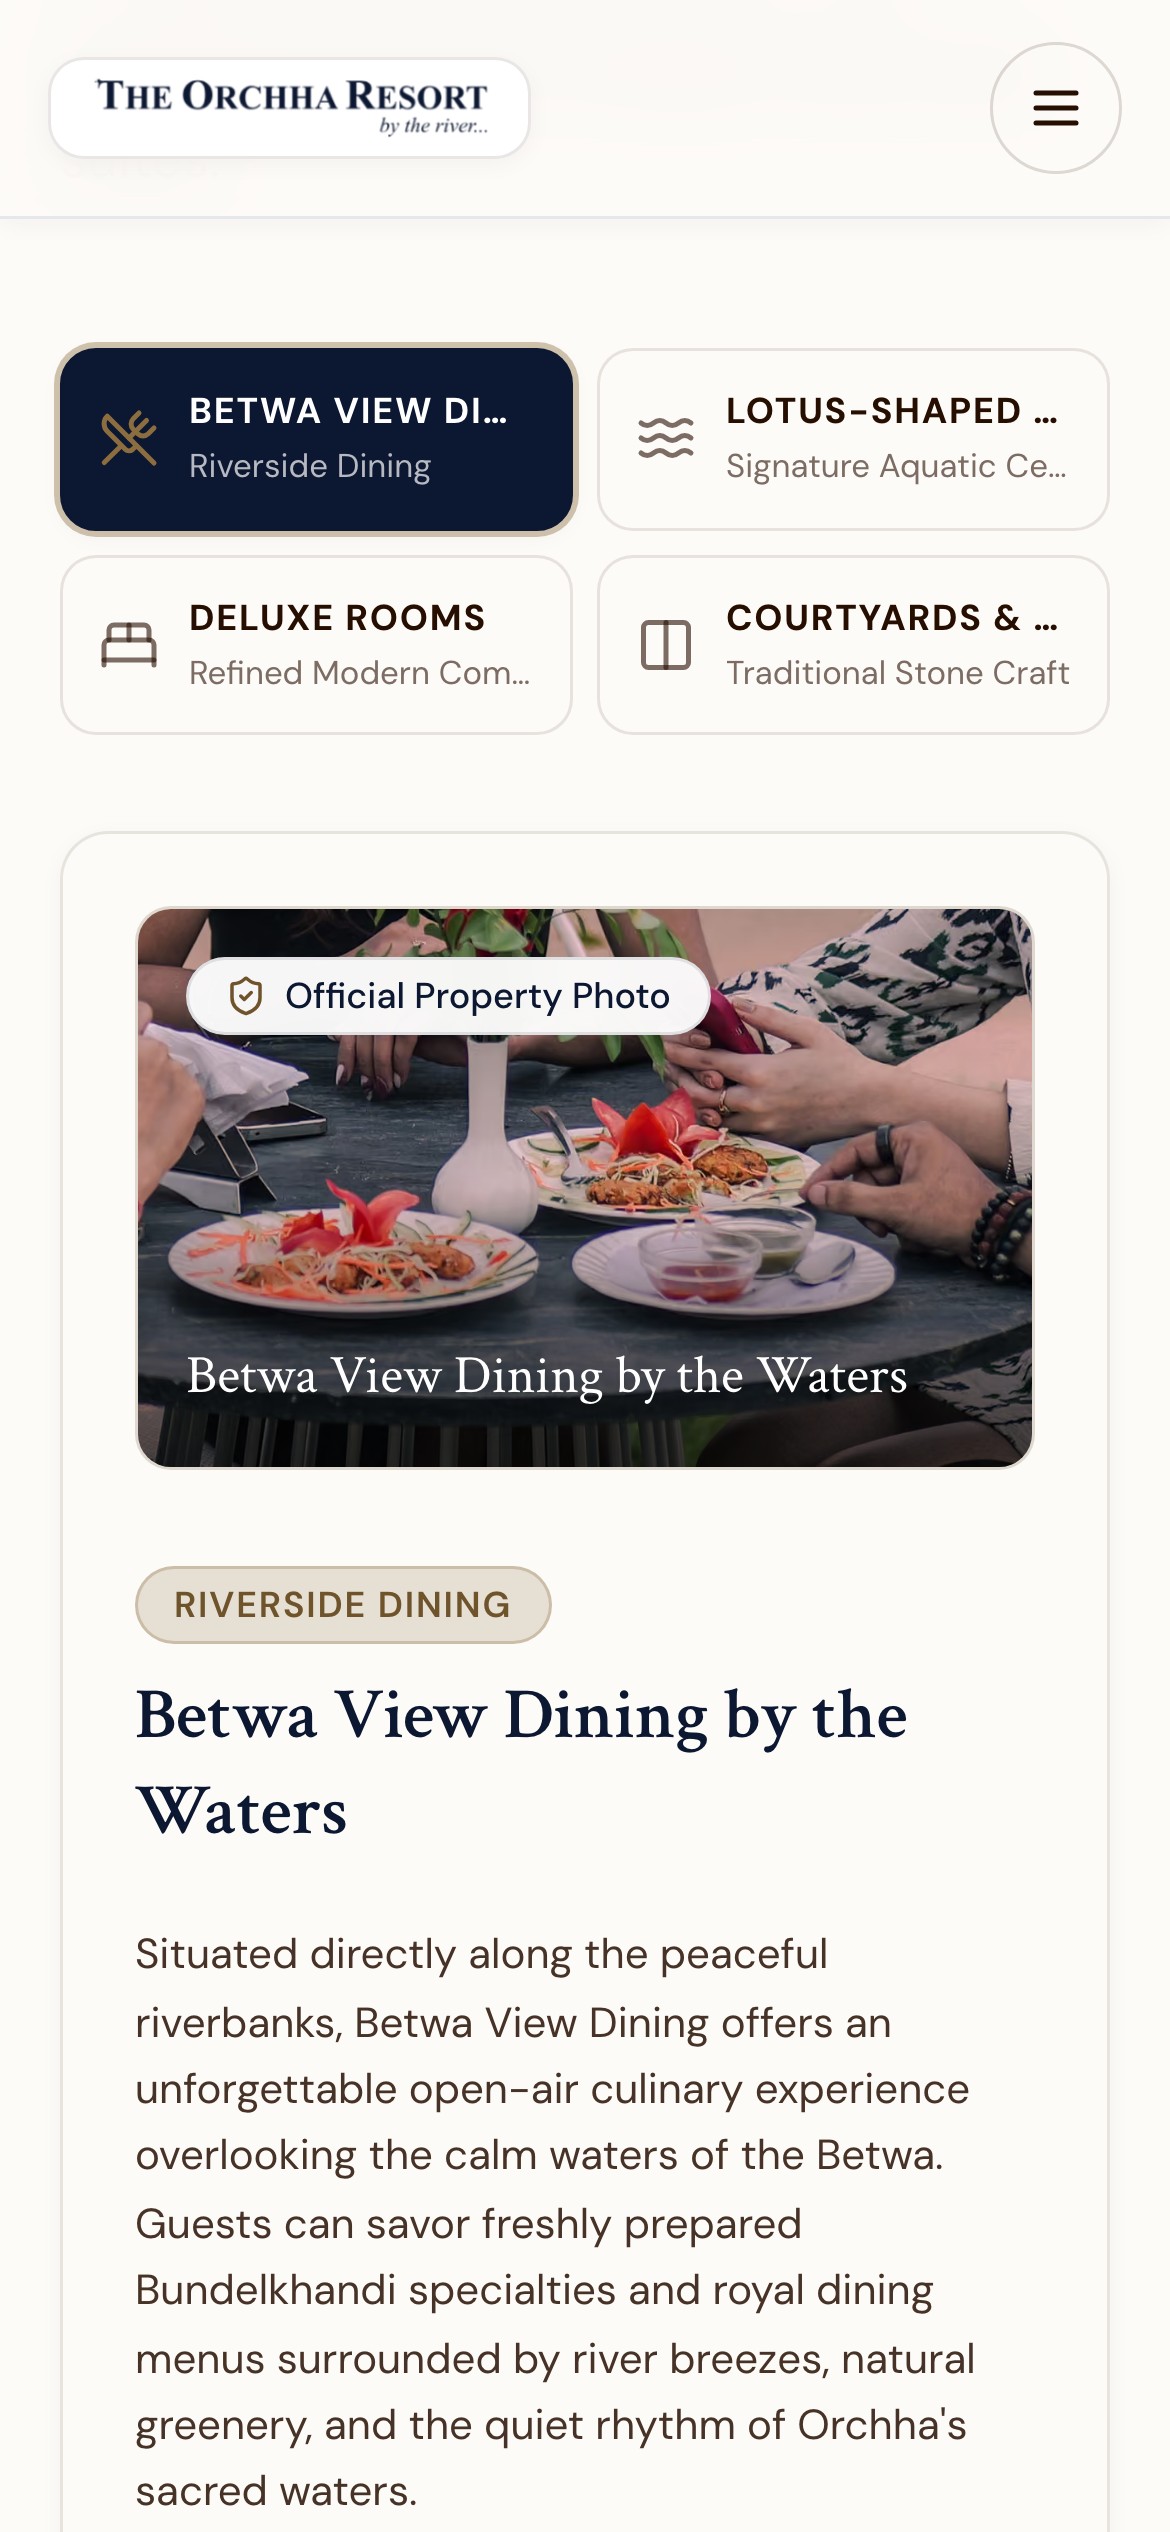 THE ORCHHA RESORT
by the river...
BETWA VIEW DI...
Riverside Dining
LOTUS-SHAPED ...
Signature Aquatic Ce...
DELUXE ROOMS
Refined Modern Com...
COURTYARDS & ...
Traditional Stone Craft
Official Property Photo
Betwa View Dining by the Waters
RIVERSIDE DINING
Betwa View Dining by the
Waters
Situated directly along the peaceful
riverbanks, Betwa View Dining offers an
unforgettable open-air culinary experience
overlooking the calm waters of the Betwa.
Guests can savor freshly prepared
Bundelkhandi specialties and royal dining
menus surrounded by river breezes, natural
greenery, and the quiet rhythm of Orchha's
sacred waters.